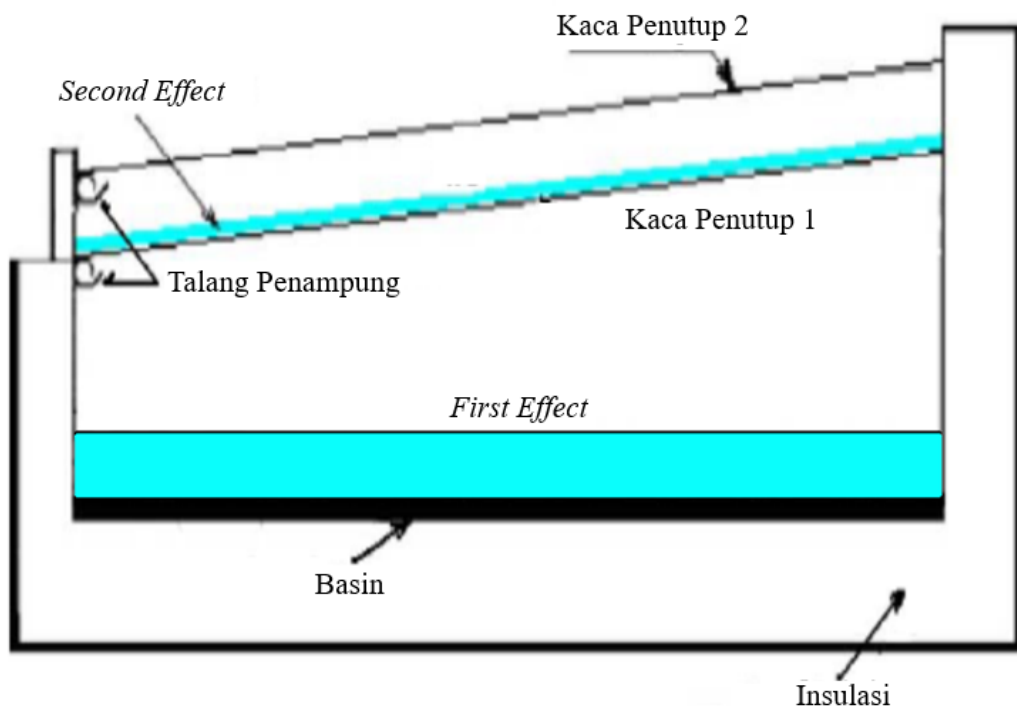 Kaca Penutup 2
Second Effect
Kaca Penutup 1
Talang Penampung
First Effect
Basin
Insulasi